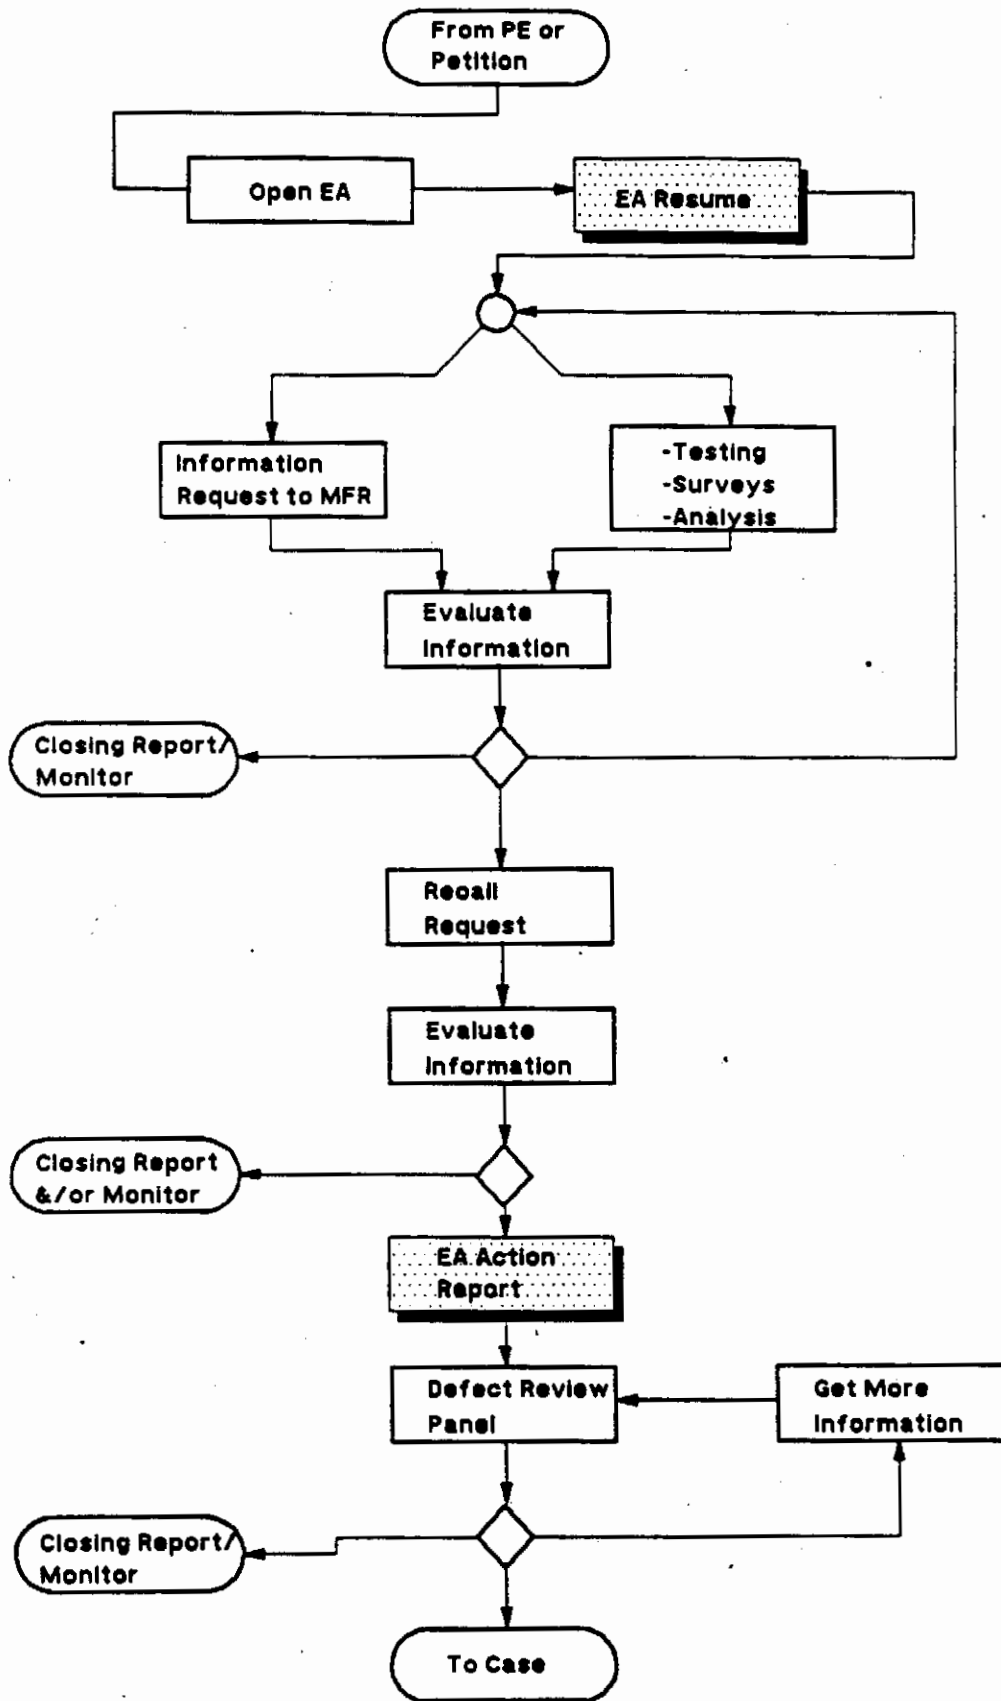 From PE or
Petition
Open EA
EA Resume
Information
Request to MFR
-Testing
-Surveys
-Analysis
Evaluate
Information
Closing Report/
Monitor
Recall
Request
Evaluate
Information
Closing Report
&/or Monitor
EA Action
Report
Defect Review
Panel
Get More
Information
Closing Report/
Monitor
To Case